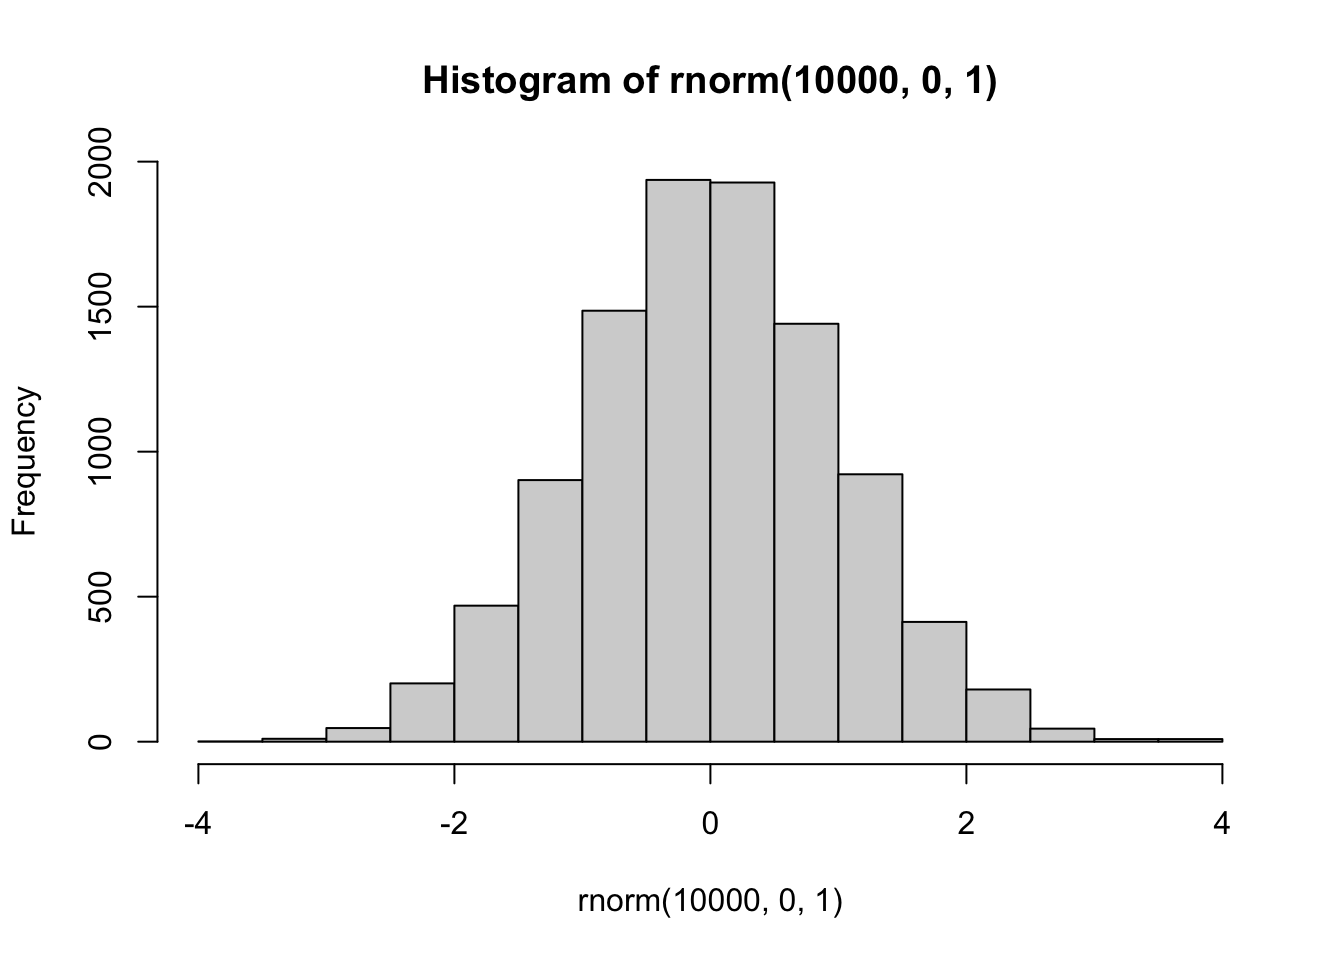 Histogram of rnorm(10000, 0, 1)
Frequency
2000
1500
1000
500
0
-4 -2 0 2 4
rnorm(10000, 0, 1)